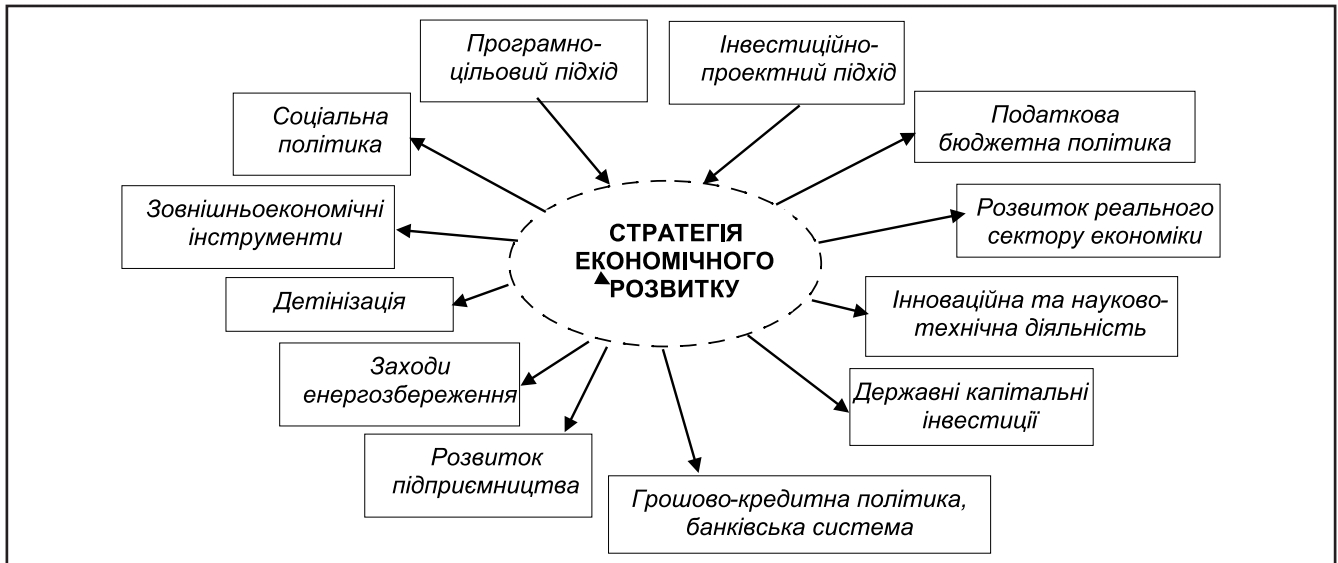 Програмно-
цільовий підхід
Інвестиційно-
проектний підхід
Соціальна
політика
Податкова
бюджетна політика
Зовнішньоекономічні
інструменти
Розвиток реального
сектору економіки
СТРАТЕГІЯ
ЕКОНОМІЧНОГО
РОЗВИТКУ
Детінізація
Інноваційна та науково-
технічна діяльність
Заходи
енергозбереження
Державні капітальні
інвестиції
Розвиток
підприємництва
Грошово-кредитна політика,
банківська система